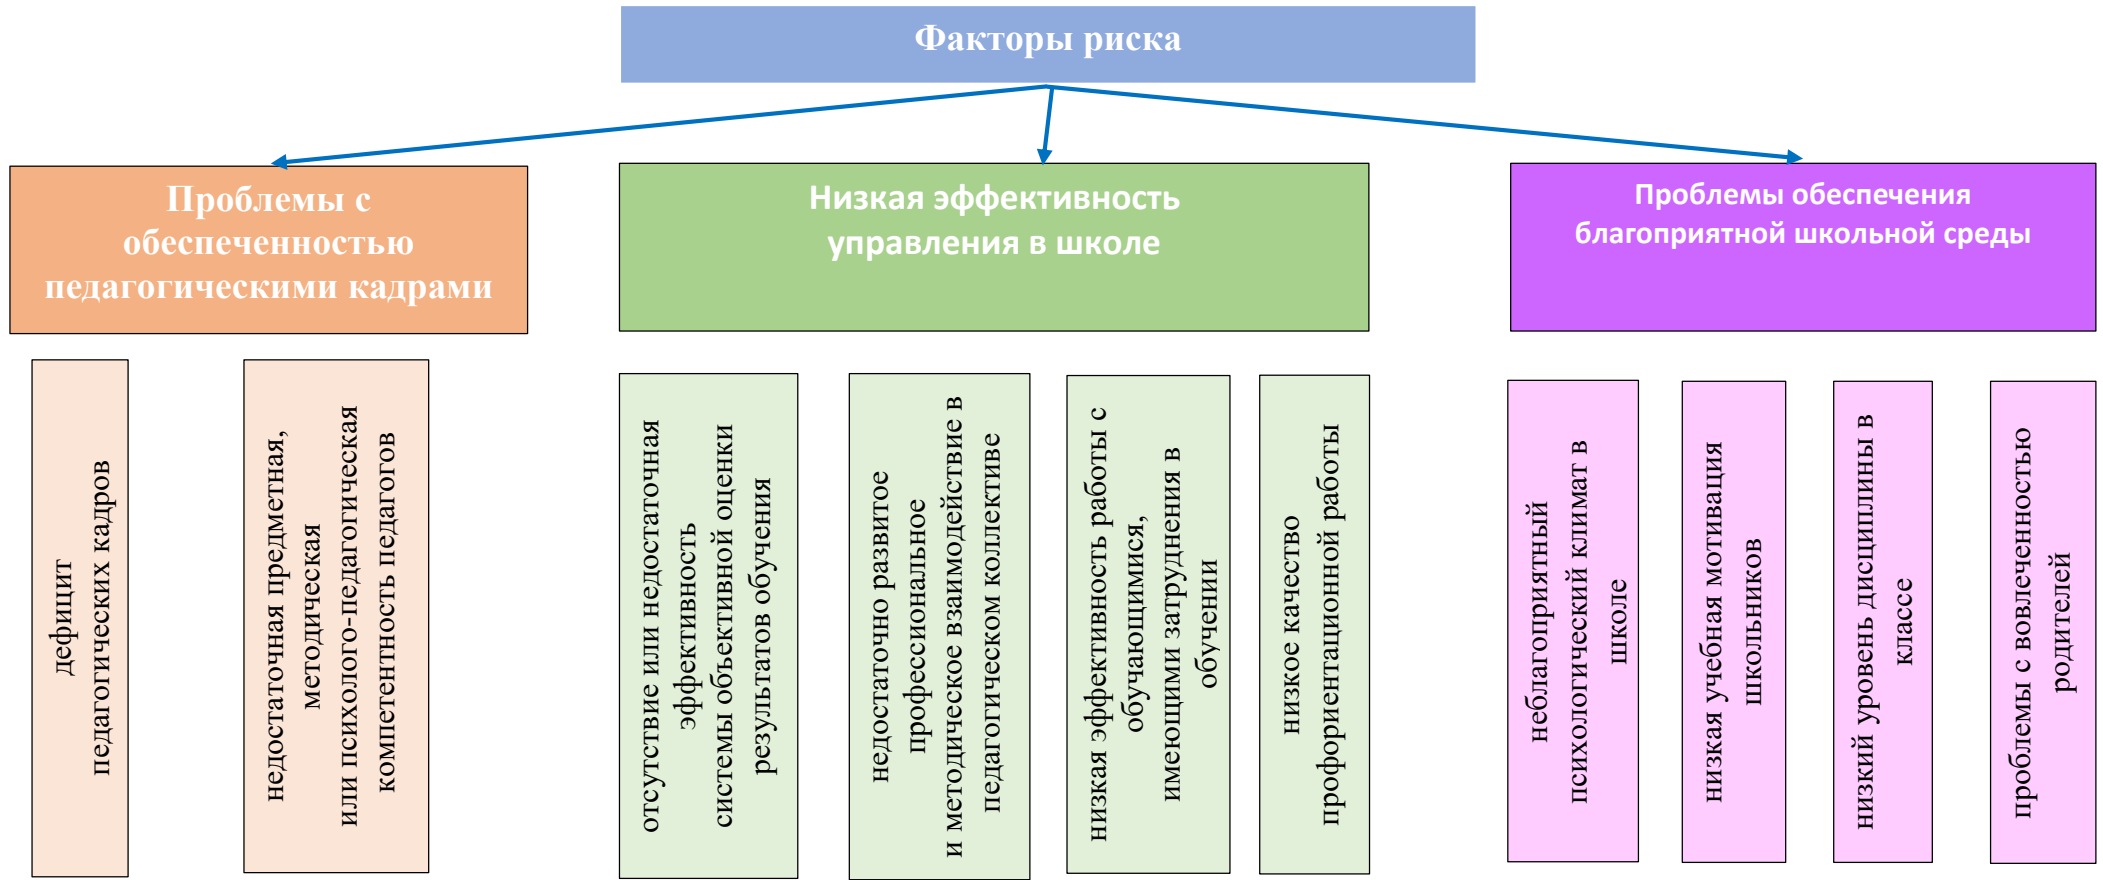 Факторы риска
Проблемы с
обеспеченностью
педагогическими кадрами
Низкая эффективность
управления в школе
Проблемы обеспечения
благоприятной школьной среды
дефицит
педагогических кадров
недостаточная предметная,
методическая
или психолого-педагогическая
компетентность педагогов
отсутствие или недостаточная
эффективность
системы объективной оценки
результатов обучения
недостаточно развитое
профессиональное
и методическое взаимодействие в
педагогическом коллективе
низкая эффективность работы с
обучающимися,
имеющими затруднения в
обучении
низкое качество
профориентационной работы
неблагоприятный
психологический климат в
школе
низкая учебная мотивация
школьников
низкий уровень дисциплины в
классе
проблемы с вовлеченностью
родителей